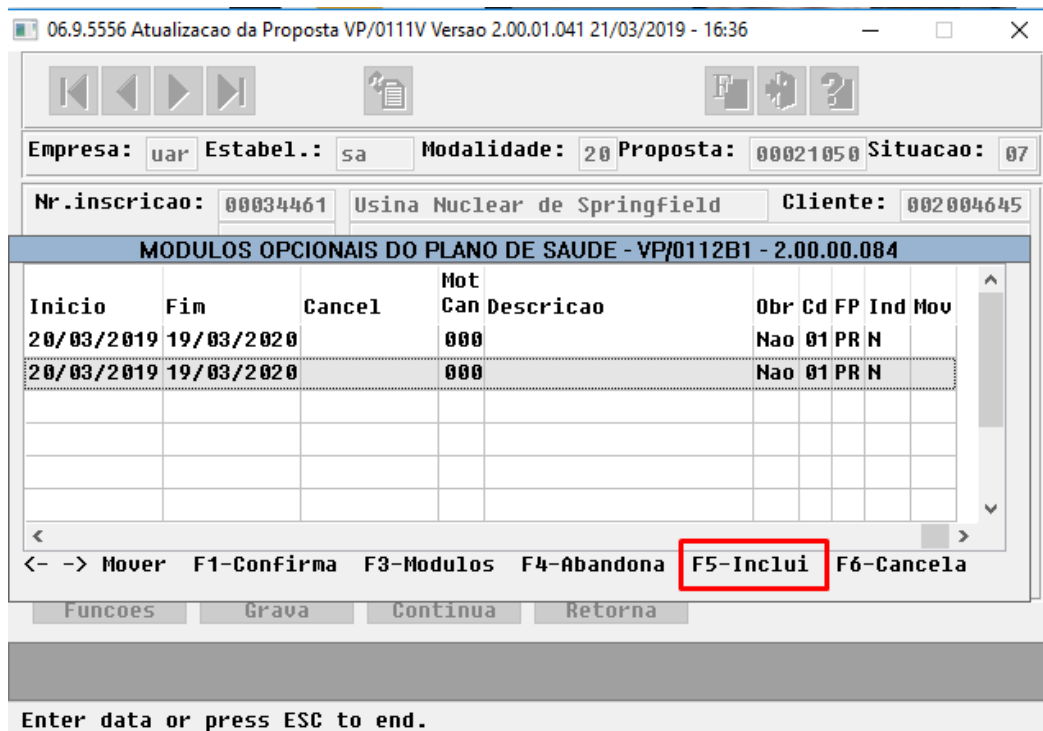 06.9.5556 Atualizacao da Proposta VP/0111V Versao 2.00.01.041 21/03/2019 - 16:36
Empresa: uar Estabel.: sa Modalidade: 20 Proposta: 00021050 Situacao: 07
Nr.inscricao: 00034461 Usina Nuclear de Springfield Cliente: 002004645
MODULOS OPCIONAIS DO PLANO DE SAUDE - VP/0112B1 - 2.00.00.084
Mot
Inicio Fim Cancel Can Descricao Obr Cd FP Ind Mov
20/03/2019 19/03/2020 000 Nao 01 PR N
20/03/2019 19/03/2020 000 Nao 01 PR N
<- -> Mover F1-Confirma F3-Modulos F4-Abandona F5-Inclui F6-Cancela
Funcoes Grava Continua Retorna
Enter data or press ESC to end.